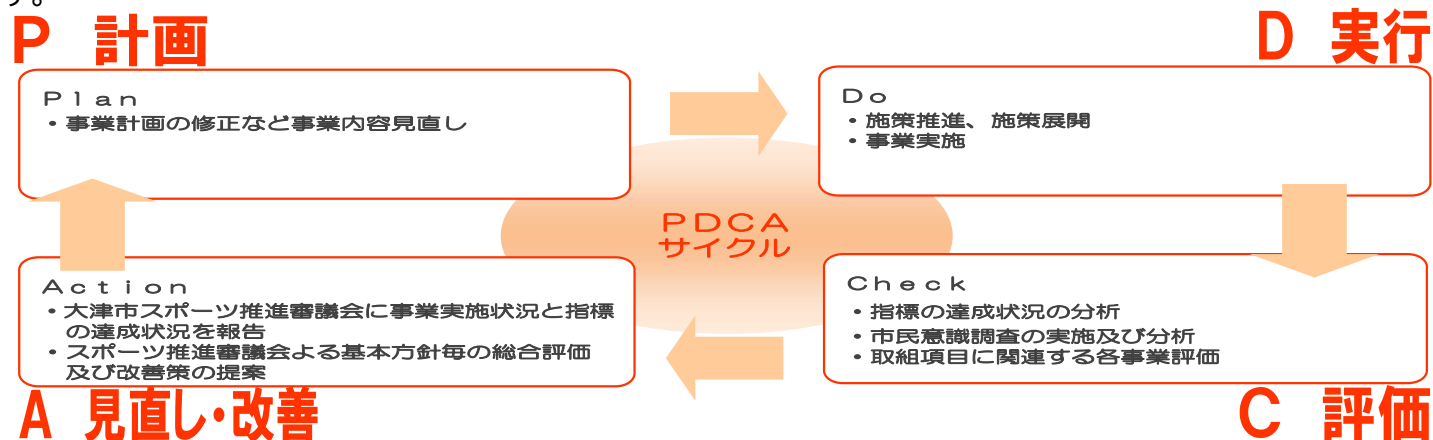 す。
P 計画
D 実行
Plan
・事業計画の修正など事業内容見直し
Do
・施策推進、施策展開
・事業実施
PDCA
サイクル
Action
・大津市スポーツ推進審議会に事業実施状況と指標
の達成状況を報告
・スポーツ推進審議会よる基本方針毎の総合評価
及び改善策の提案
Check
・指標の達成状況の分析
・市民意識調査の実施及び分析
・取組項目に関連する各事業評価
A 見直し・改善
C 評価